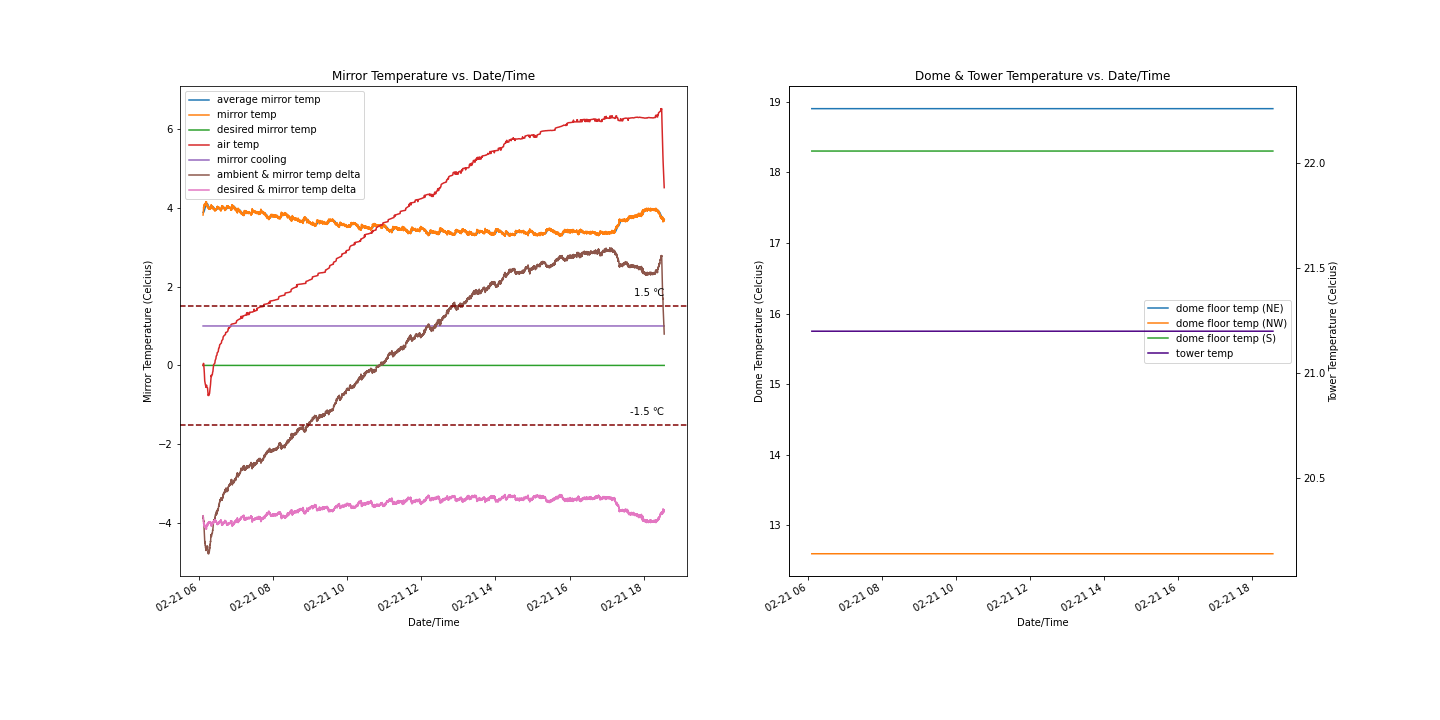 Mirror Temperature vs. Date/Time
average mirror temp
mirror temp
desired mirror temp
air temp
mirror cooling
ambient & mirror temp delta
desired & mirror temp delta
6
4
2
0
−2
−4
1.5 °C
-1.5 °C
Mirror Temperature (Celcius)
02-21 06
02-21 08
02-21 10
02-21 12
02-21 14
02-21 16
02-21 18
Date/Time
Dome & Tower Temperature vs. Date/Time
19
18
17
16
15
14
13
Dome Temperature (Celcius)
dome floor temp (NE)
dome floor temp (NW)
dome floor temp (S)
tower temp
22.0
21.5
21.0
20.5
Tower Temperature (Celcius)
02-21 06
02-21 08
02-21 10
02-21 12
02-21 14
02-21 16
02-21 18
Date/Time